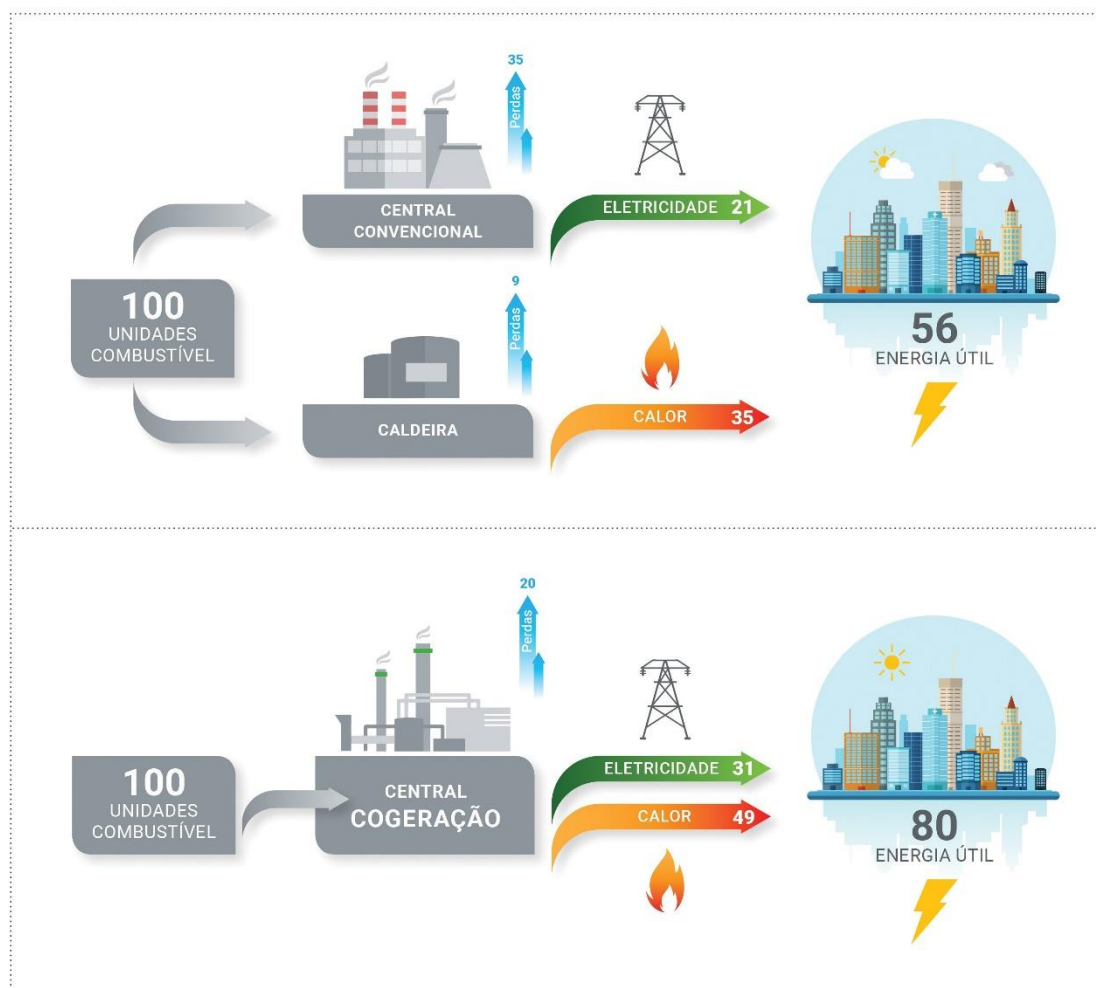 35
Perdas
CENTRAL
CONVENCIONAL
ELETRICIDADE 21
100
UNIDADES
COMBUSTÍVEL
9
Perdas
CALDEIRA
CALOR 35
56
ENERGIA ÚTIL
20
Perdas
100
UNIDADES
COMBUSTÍVEL
CENTRAL
COGERAÇÃO
ELETRICIDADE 31
CALOR 49
80
ENERGIA ÚTIL